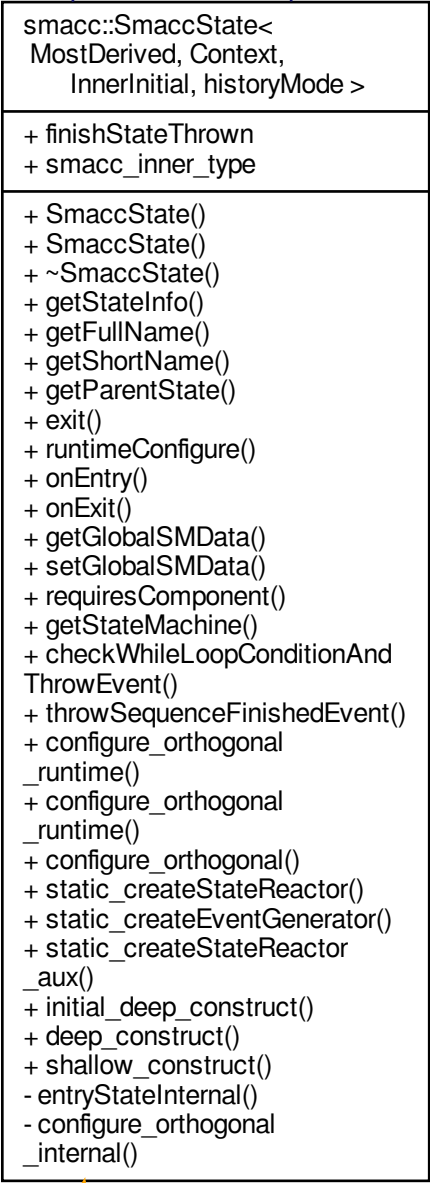 smacc::SmaccState<
MostDerived, Context,
InnerInitial, historyMode >
+ finishStateThrown
+ smacc_inner_type
+ SmaccState()
+ SmaccState()
+ ~SmaccState()
+ getStateInfo()
+ getFullName()
+ getShortName()
+ getParentState()
+ exit()
+ runtimeConfigure()
+ onEntry()
+ onExit()
+ getGlobalSMData()
+ setGlobalSMData()
+ requiresComponent()
+ getStateMachine()
+ checkWhileLoopConditionAnd
ThrowEvent()
+ throwSequenceFinishedEvent()
+ configure_orthogonal
_runtime()
+ configure_orthogonal
_runtime()
+ configure_orthogonal()
+ static_createStateReactor()
+ static_createEventGenerator()
+ static_createStateReactor
_aux()
+ initial_deep_construct()
+ deep_construct()
+ shallow_construct()
- entryStateInternal()
- configure_orthogonal
_internal()